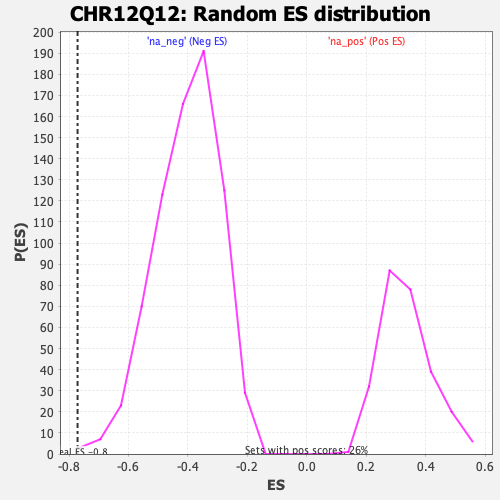 CHR12Q12: Random ES distribution
'na_neg' (Neg ES)
'na_pos' (Pos ES)
200
190
180
170
160
150
140
130
120
110
100
90
80
70
60
50
40
30
20
10
0
P(ES)
eal ES -0.8
Sets with pos scores: 26%
-0.8 -0.6 -0.4 -0.2 0.0 0.2 0.4 0.6
ES